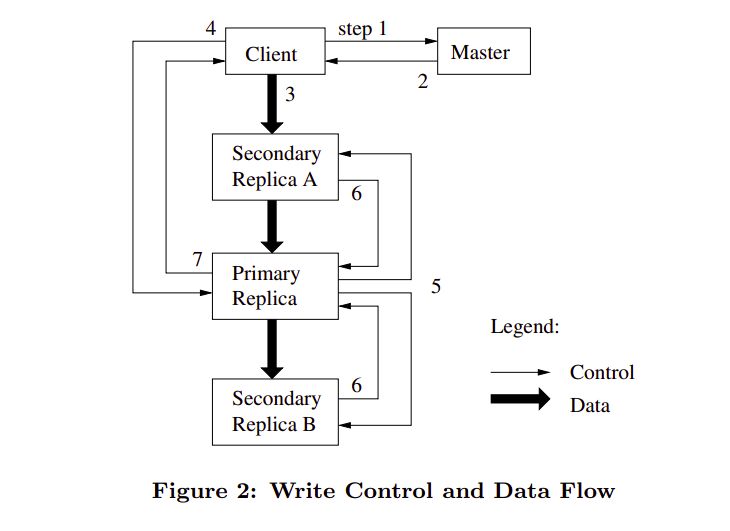 4
step 1
Client
Master
2
3
Secondary
Replica A
6
7
Primary
Replica
5
Legend:
Control
Data
6
Secondary
Replica B
Figure 2: Write Control and Data Flow